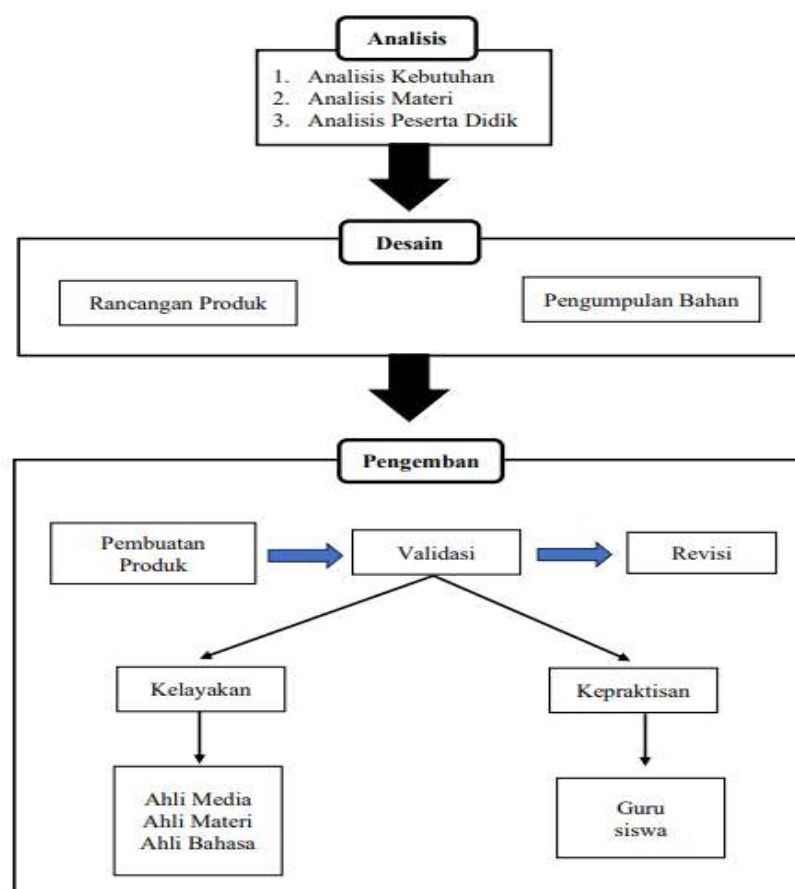 Analisis
1. Analisis Kebutuhan
2. Analisis Materi
3. Analisis Peserta Didik
Desain
Rancangan Produk
Pengumpulan Bahan
Pengemban
Pembuatan
Produk
Validasi
Revisi
Kelayakan
Kepraktisan
Ahli Media
Ahli Materi
Ahli Bahasa
Guru
siswa